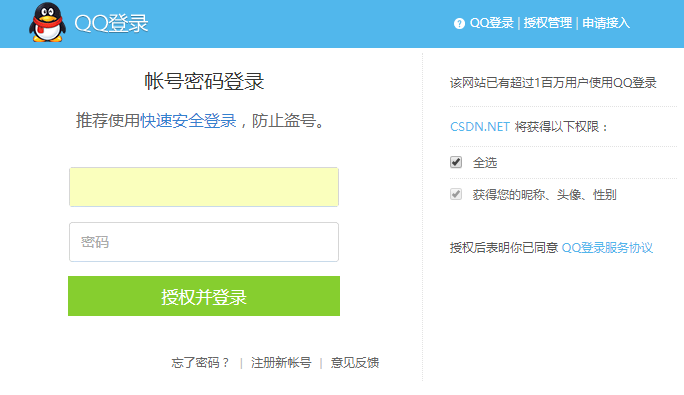 QQ登录
QQ登录 | 授权管理 | 申请接入
帐号密码登录
推荐使用快速安全登录，防止盗号。
密码
授权并登录
忘了密码？ | 注册新帐号 | 意见反馈
该网站已有超过1百万用户使用QQ登录
CSDN.NET 将获得以下权限：
全选
获得您的昵称、头像、性别
授权后表明你已同意 QQ登录服务协议